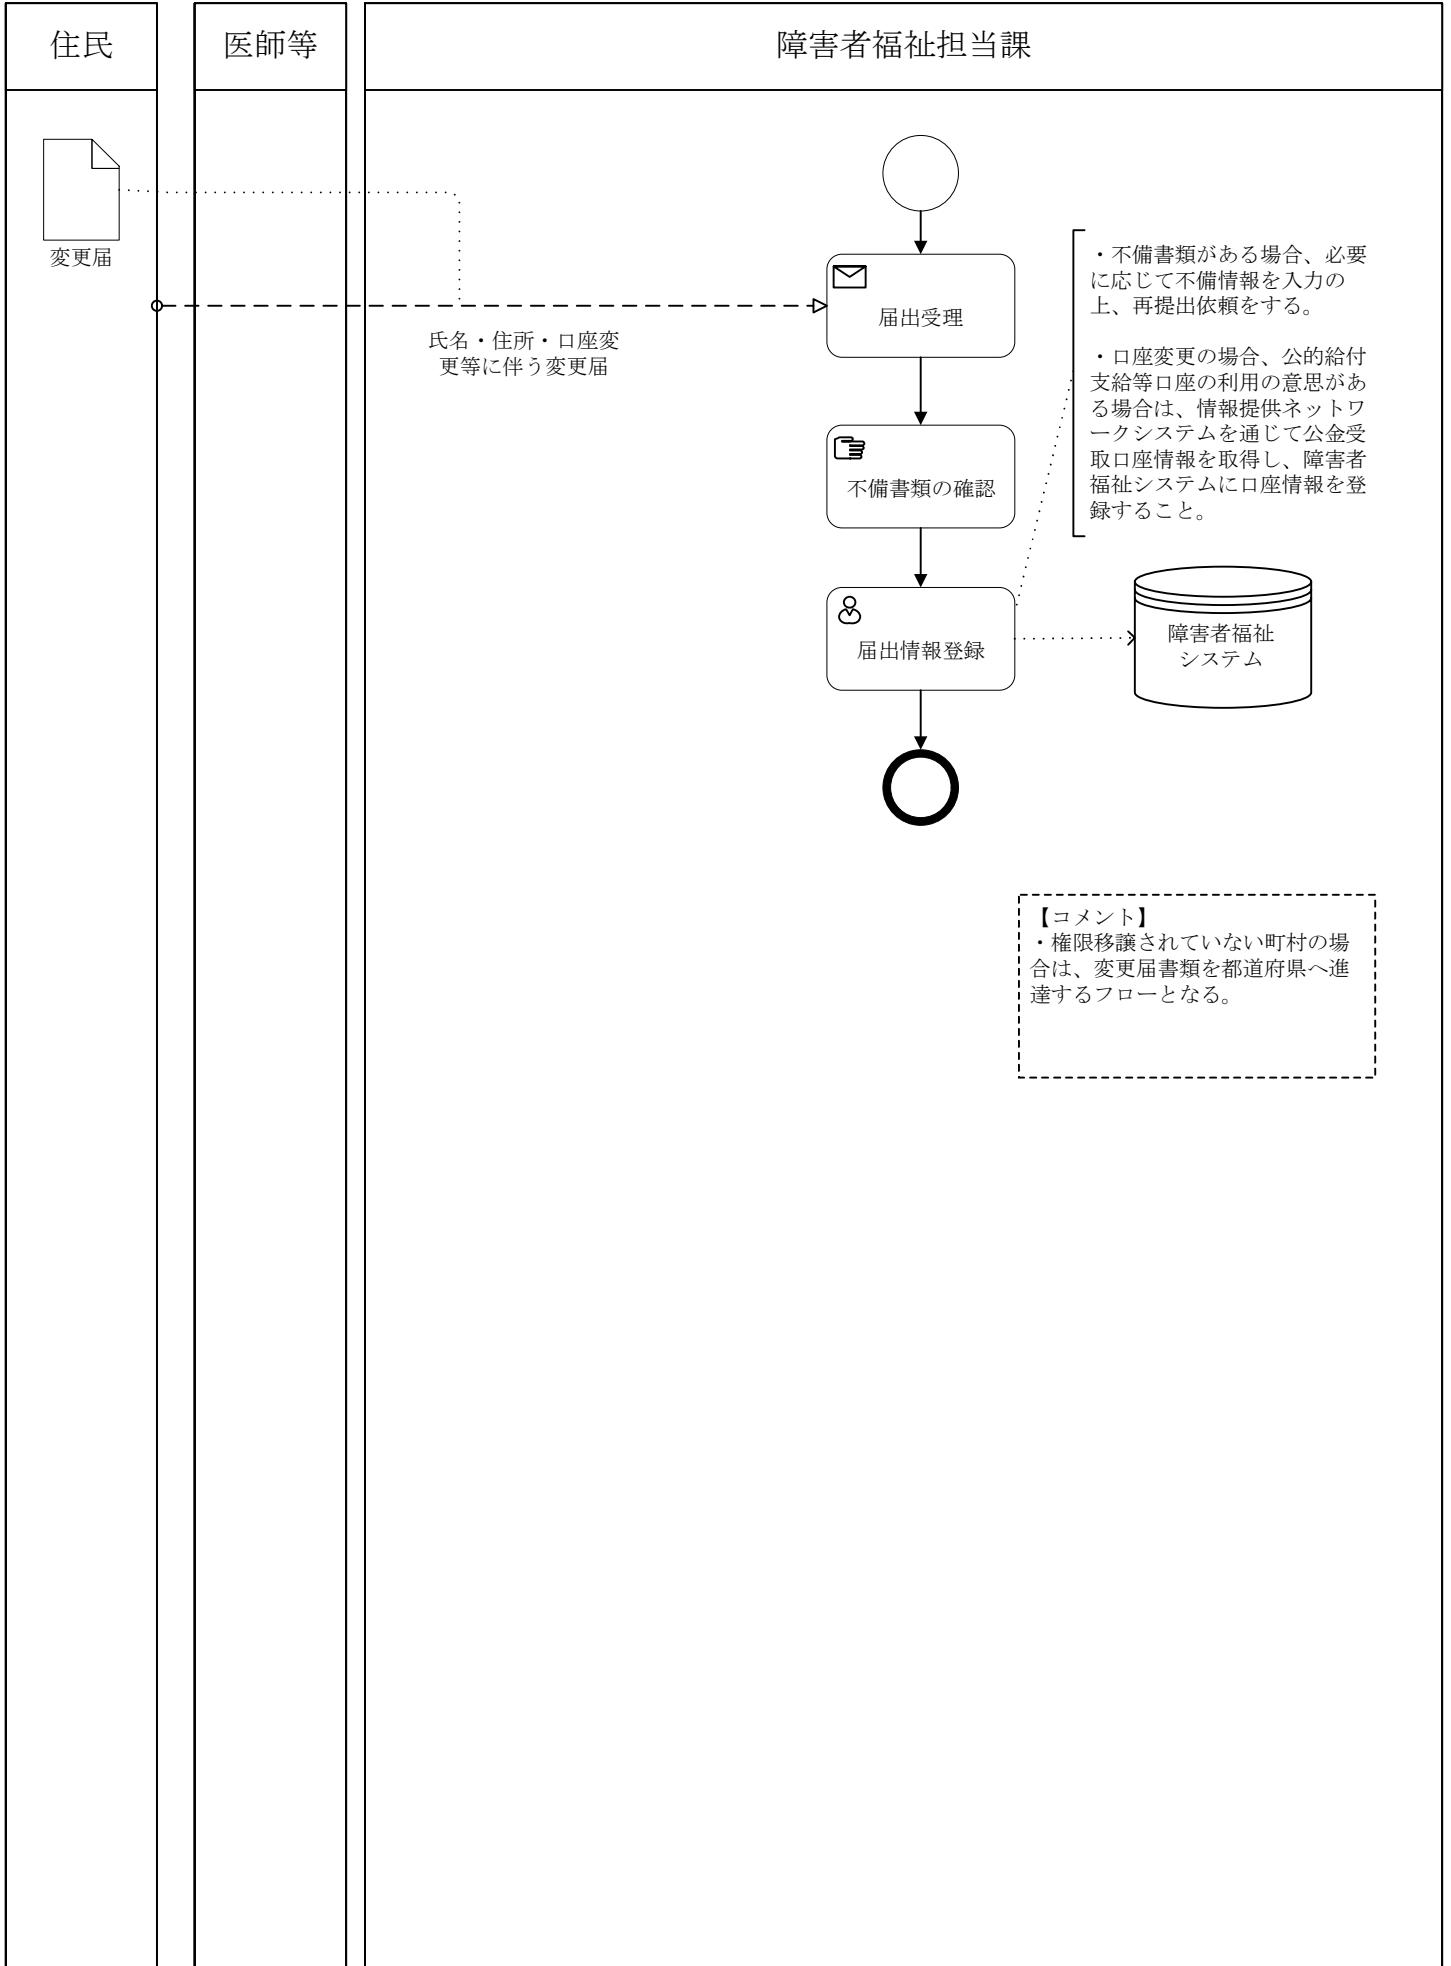 住民
医師等
障害者福祉担当課
変更届
氏名・住所・口座変
更等に伴う変更届
届出受理
・不備書類がある場合、必要
に応じて不備情報を入力の
上、再提出依頼をする。
・口座変更の場合、公的給付
支給等口座の利用の意思があ
る場合は、情報提供ネットワ
ークシステムを通じて公金受
取口座情報を取得し、障害者
福祉システムに口座情報を登
録すること。
不備書類の確認
届出情報登録
障害者福祉
システム
【コメント】
・権限移譲されていない町村の場
合は、変更届書類を都道府県へ進
達するフローとなる。